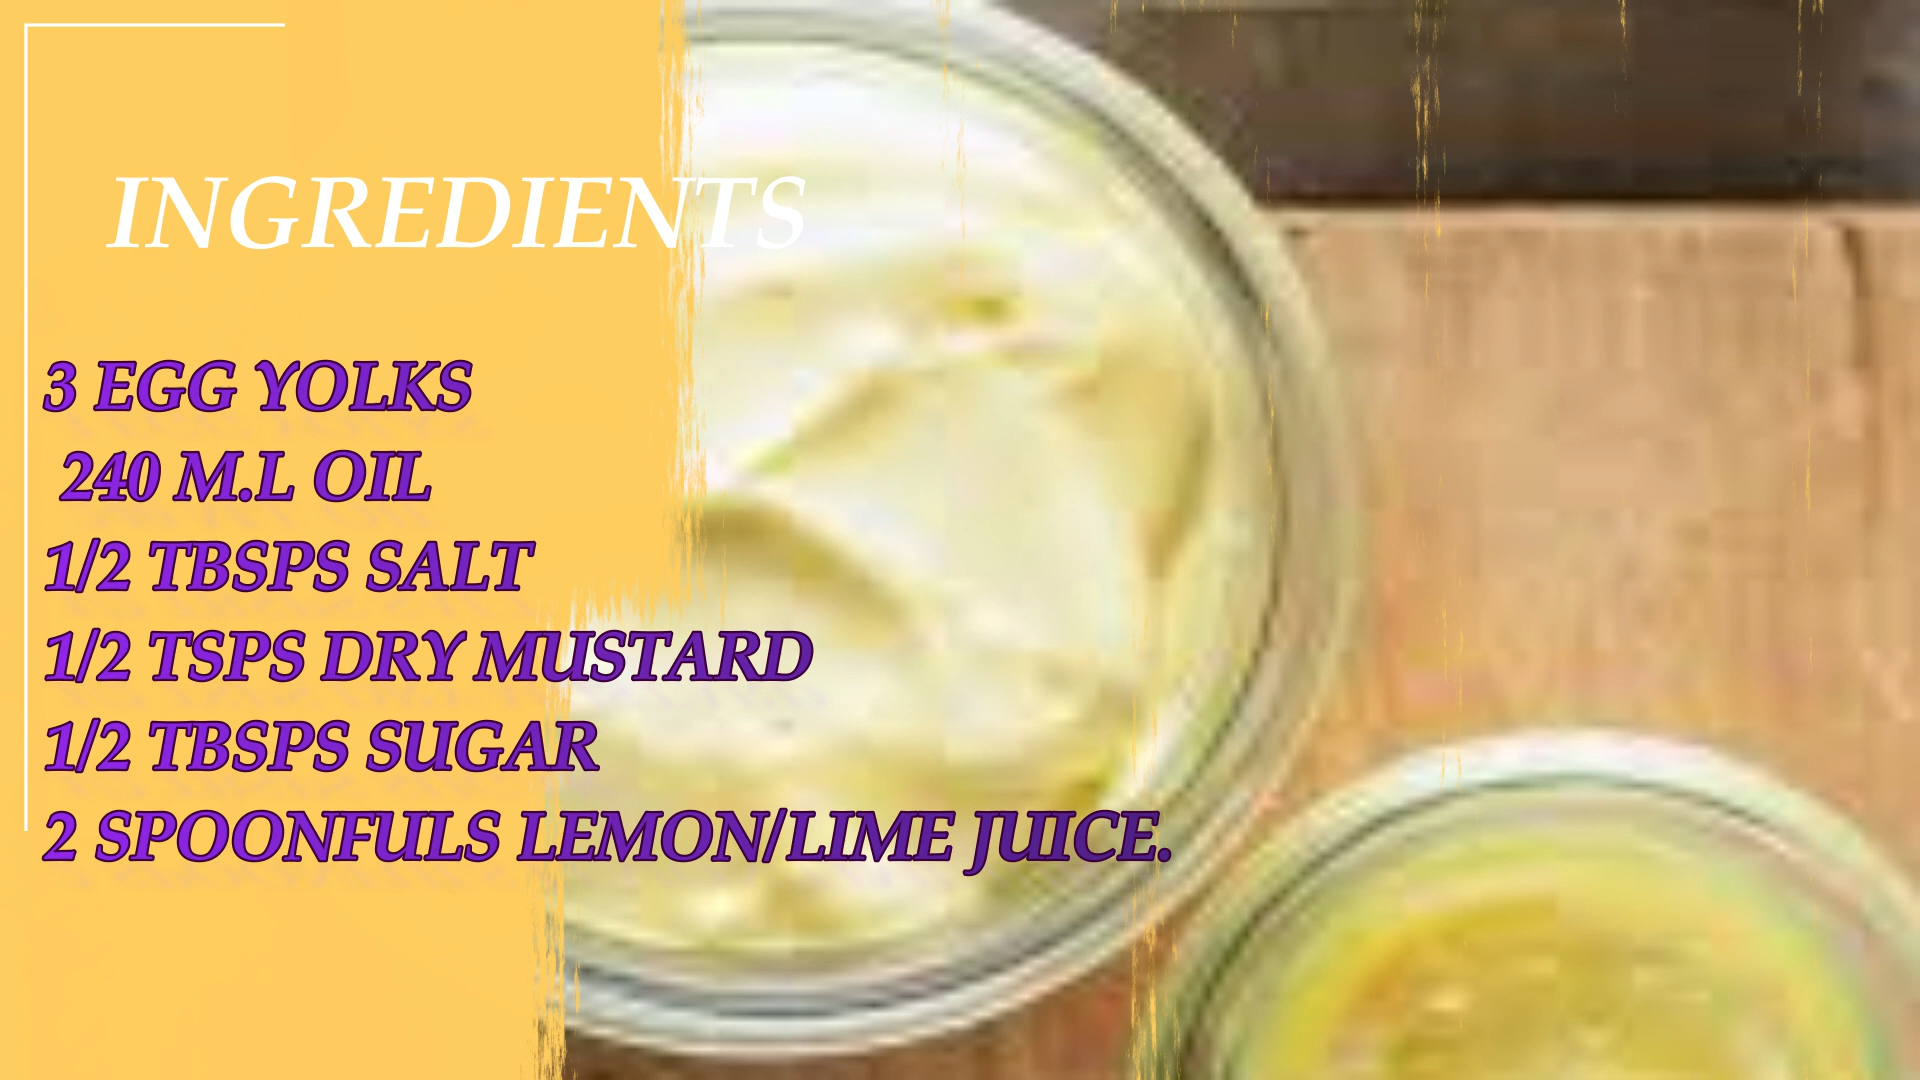 INGREDIENTS
3 EGG YOLKS
240 M.L OIL
1/2 TBSPS SALT
1/2 TSPS DRY MUSTARD
1/2 TBSPS SUGAR
2 SPOONFULS LEMON/LIME JUICE.